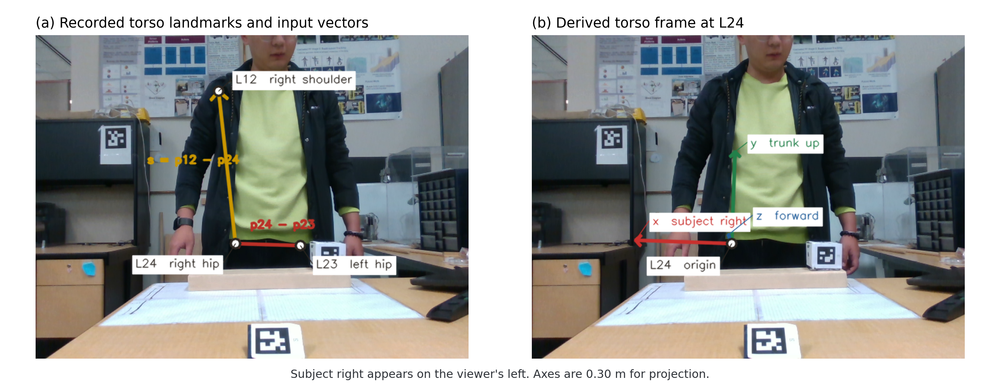 (a) Recorded torso landmarks and input vectors
L12 right shoulder
s = p12 − p24
p24 − p23
L24 right hip
L23 left hip
(b) Derived torso frame at L24
y trunk up
z forward
x subject right
L24 origin
Subject right appears on the viewer's left. Axes are 0.30 m for projection.